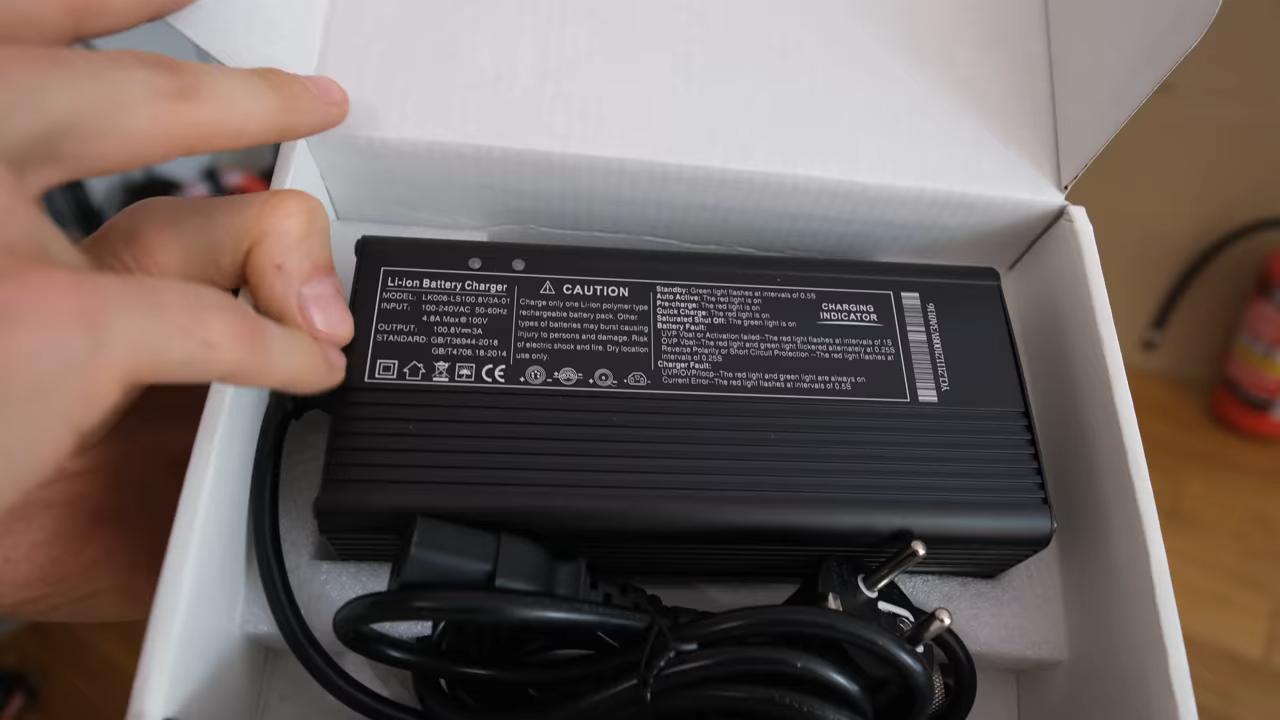 Li-ion Battery Charger
MODEL: LK006-LS100.8V3A-01
INPUT: 100-240VAC 50-60Hz
4.8A Max@100V
OUTPUT: 100.8V⎓3A
STANDARD: GB/T36944-2018
GB/T4706.18-2014
CE
⚠ CAUTION
Charge only one Li-ion polymer type
rechargeable battery pack. Other
types of batteries may burst causing
injury to persons and damage. Risk
of electric shock and fire. Dry location
use only.
Standby: Green light flashes at intervals of 0.5S
Auto Active: The red light is on
Pre-charge: The red light is on
Quick Charge: The red light is on
Saturated Shut Off: The green light is on
Battery Fault:
UVP Vbat or Activation failed--The red light flashes at intervals of 1S
OVP Vbat--The red light and green light flickered alternately at 0.25S
Reverse Polarity or Short Circuit Protection --The red light flashes at
intervals of 0.25S
Charger Fault:
UVP/OVP/Iocp--The red light and green light are always on
Current Error--The red light flashes at intervals of 0.5S
CHARGING
INDICATOR